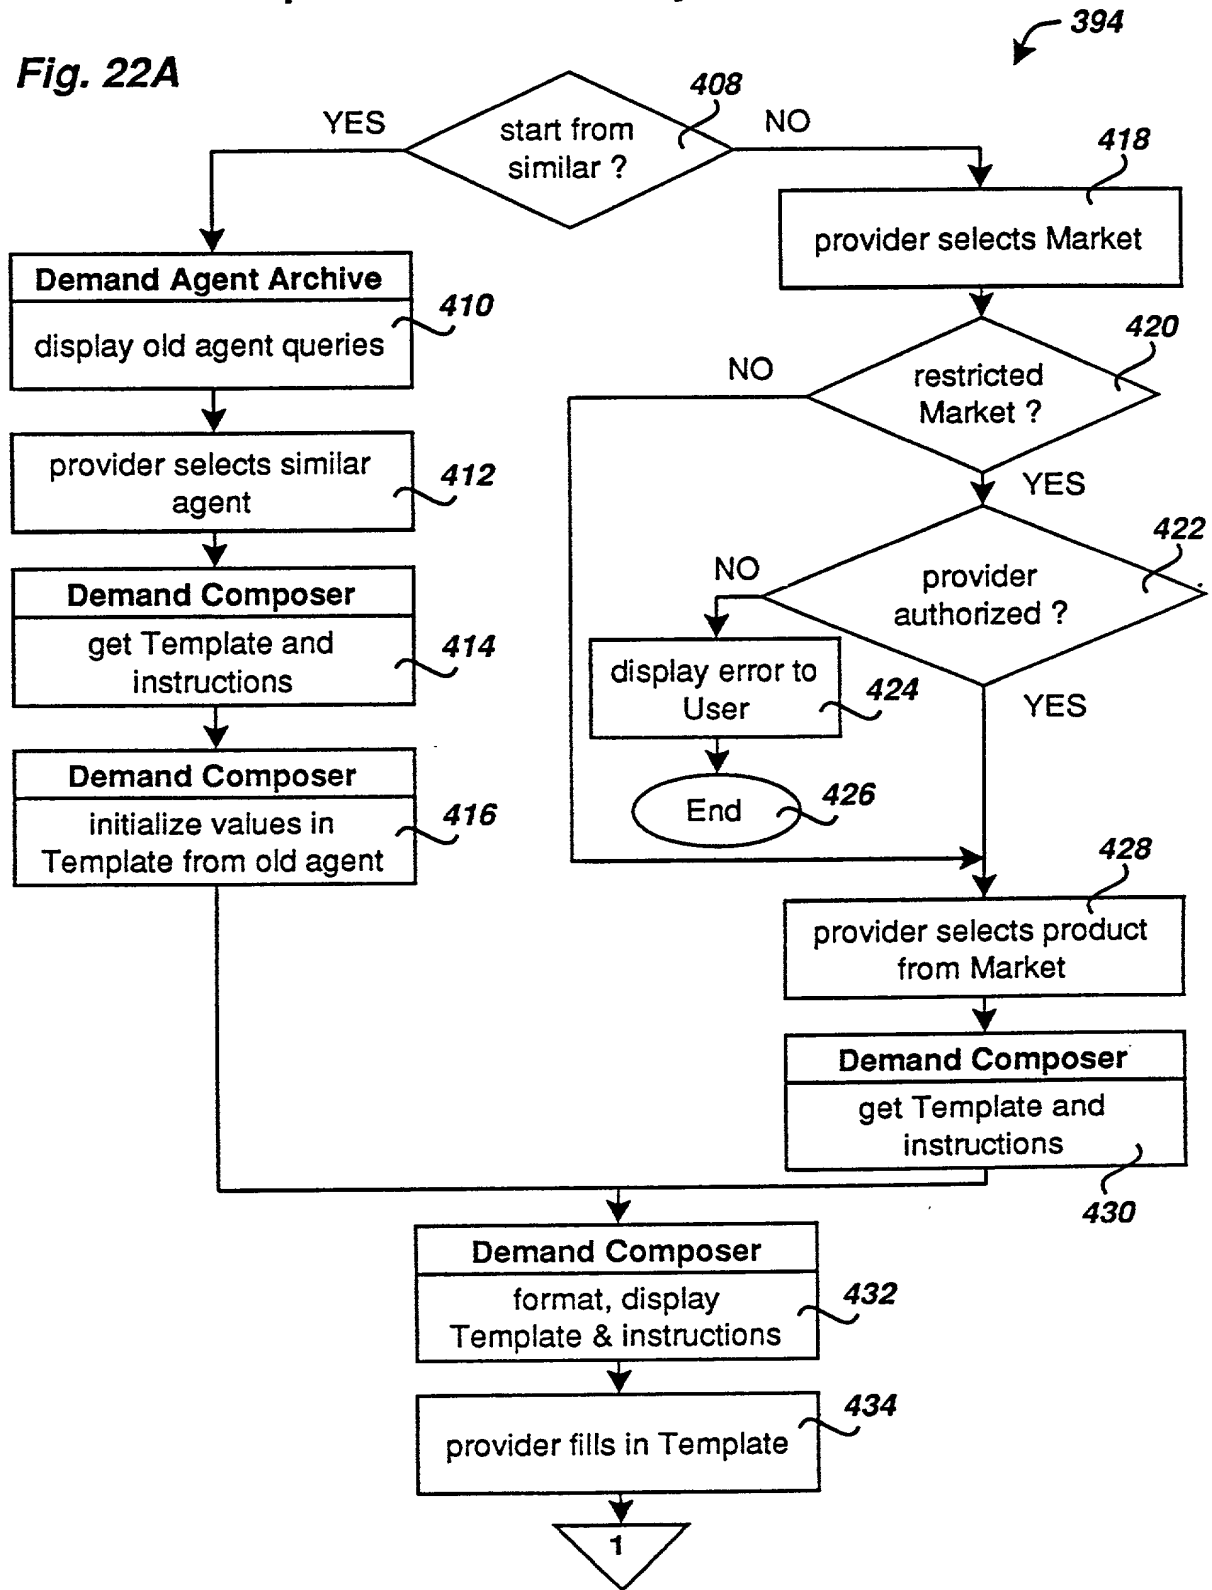 394
Fig. 22A
408
YES
start from
similar ?
NO
418
provider selects Market
Demand Agent Archive
410
display old agent queries
420
NO
restricted
Market ?
YES
provider selects similar
agent
412
422
NO
provider
authorized ?
Demand Composer
get Template and
instructions
414
display error to
User
424
YES
Demand Composer
initialize values in
Template from old agent
416
End
426
428
provider selects product
from Market
Demand Composer
get Template and
instructions
430
Demand Composer
format, display
Template & instructions
432
434
provider fills in Template
1